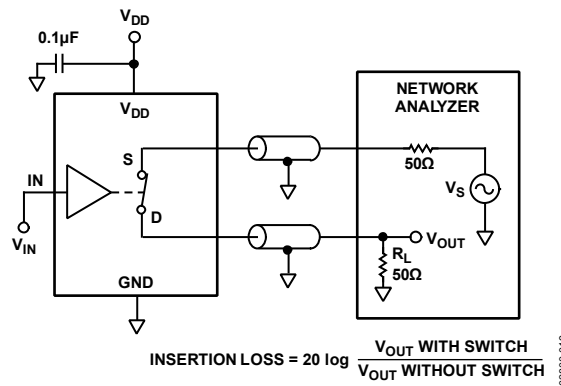 VDD
0.1µF
VDD
NETWORK
ANALYZER
S
50Ω
VS
IN
D
VOUT
VIN
RL
50Ω
GND
INSERTION LOSS = 20 log VOUT WITH SWITCH
VOUT WITHOUT SWITCH